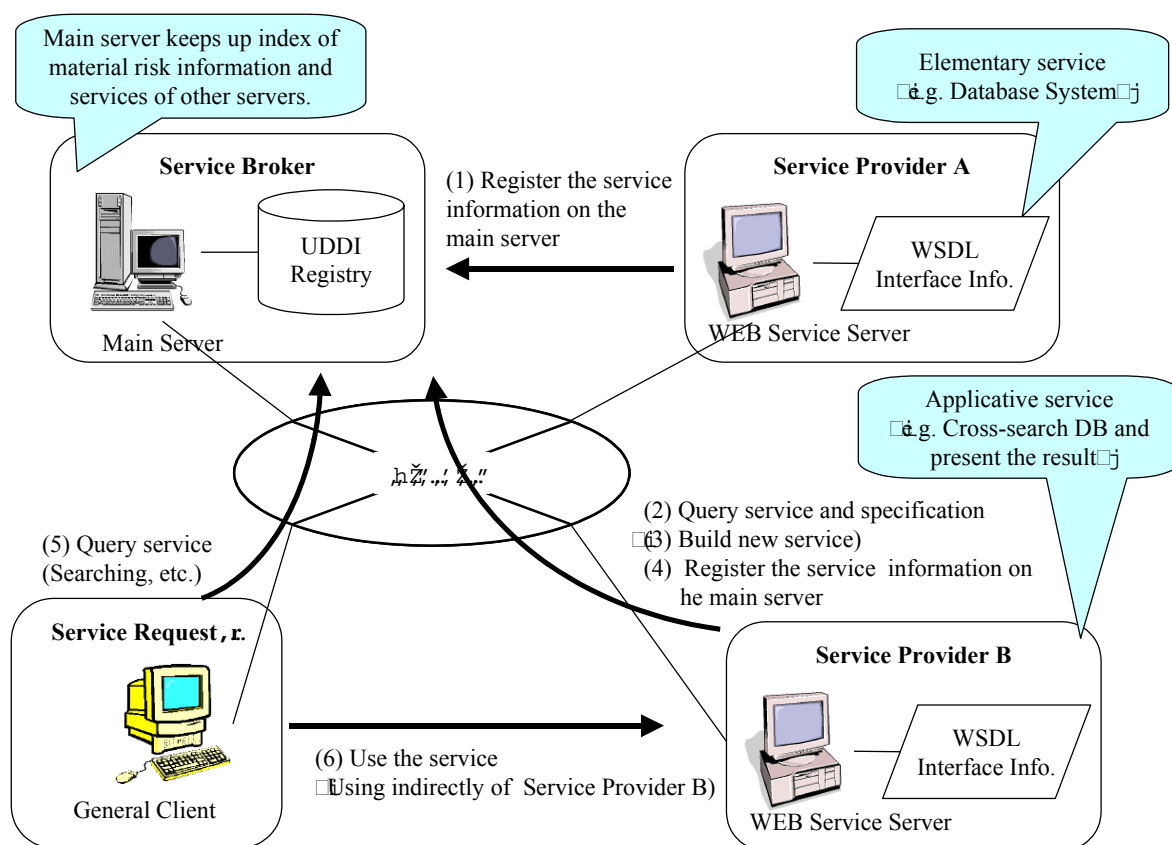 Main server keeps up index of
material risk information and
services of other servers.
Elementary service
e.g. Database System
Service Broker
UDDI
Registry
Main Server
(1) Register the service
information on the
main server
Service Provider A
WSDL
Interface Info.
WEB Service Server
Applicative service
e.g. Cross-search DB and
present the result
(2) Query service and specification
(3) Build new service)
(4) Register the service information on
he main server
(5) Query service
(Searching, etc.)
Service Request
General Client
(6) Use the service
Using indirectly of Service Provider B)
Service Provider B
WSDL
Interface Info.
WEB Service Server